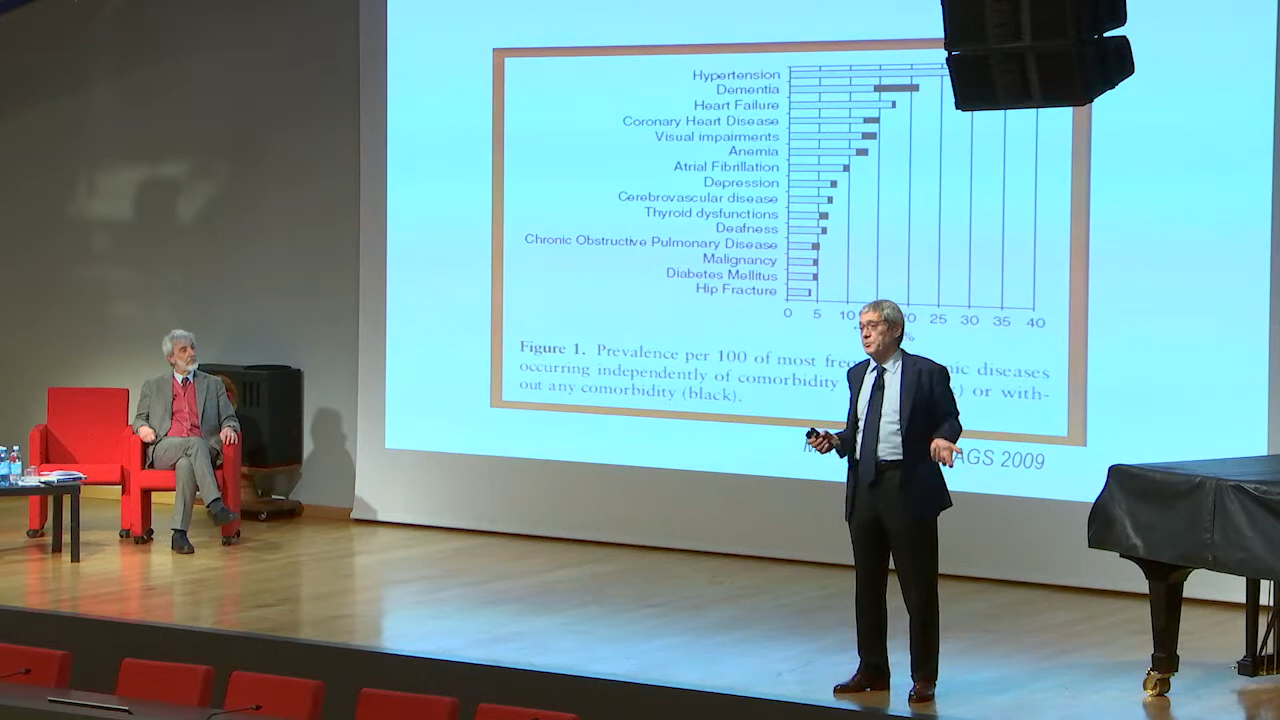 Hypertension
Dementia
Heart Failure
Coronary Heart Disease
Visual impairments
Anemia
Atrial Fibrillation
Depression
Cerebrovascular disease
Thyroid dysfunctions
Deafness
Chronic Obstructive Pulmonary Disease
Malignancy
Diabetes Mellitus
Hip Fracture
0 5 10 20 25 30 35 40
%
Figure 1. Prevalence per 100 of most diseases
occurring independently of comorbidity or with-
out any comorbidity (black).
AGS 2009